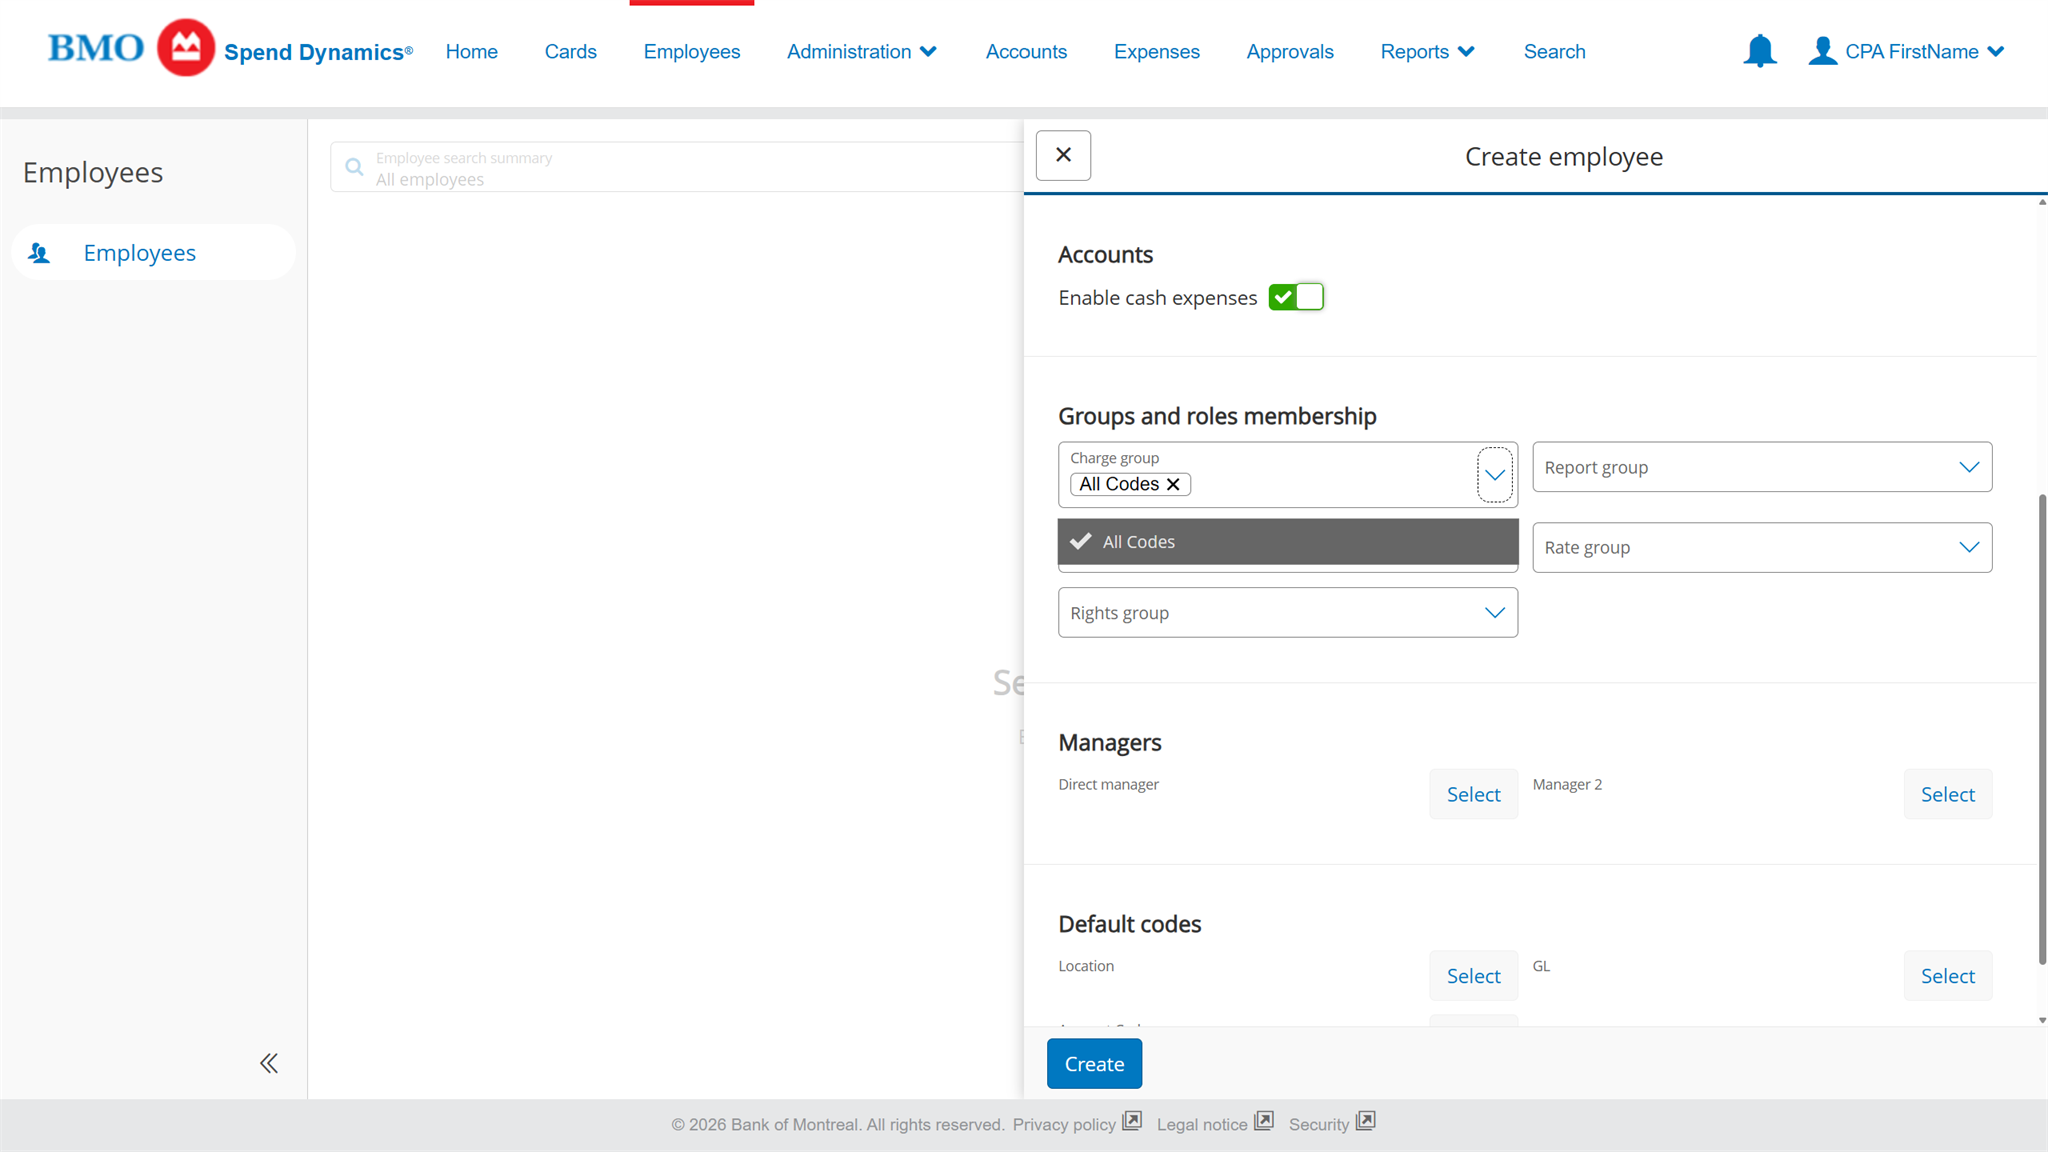 BMO Spend Dynamics®
Home
Cards
Employees
Administration
Accounts
Expenses
Approvals
Reports
Search
CPA FirstName
Employees
Employees
Employee search summary
All employees
Create employee
Accounts
Enable cash expenses
Groups and roles membership
Charge group
All Codes
Report group
All Codes
Rate group
Rights group
Managers
Direct manager
Select
Manager 2
Select
Default codes
Location
Select
GL
Select
Create
© 2026 Bank of Montreal. All rights reserved. Privacy policy Legal notice Security